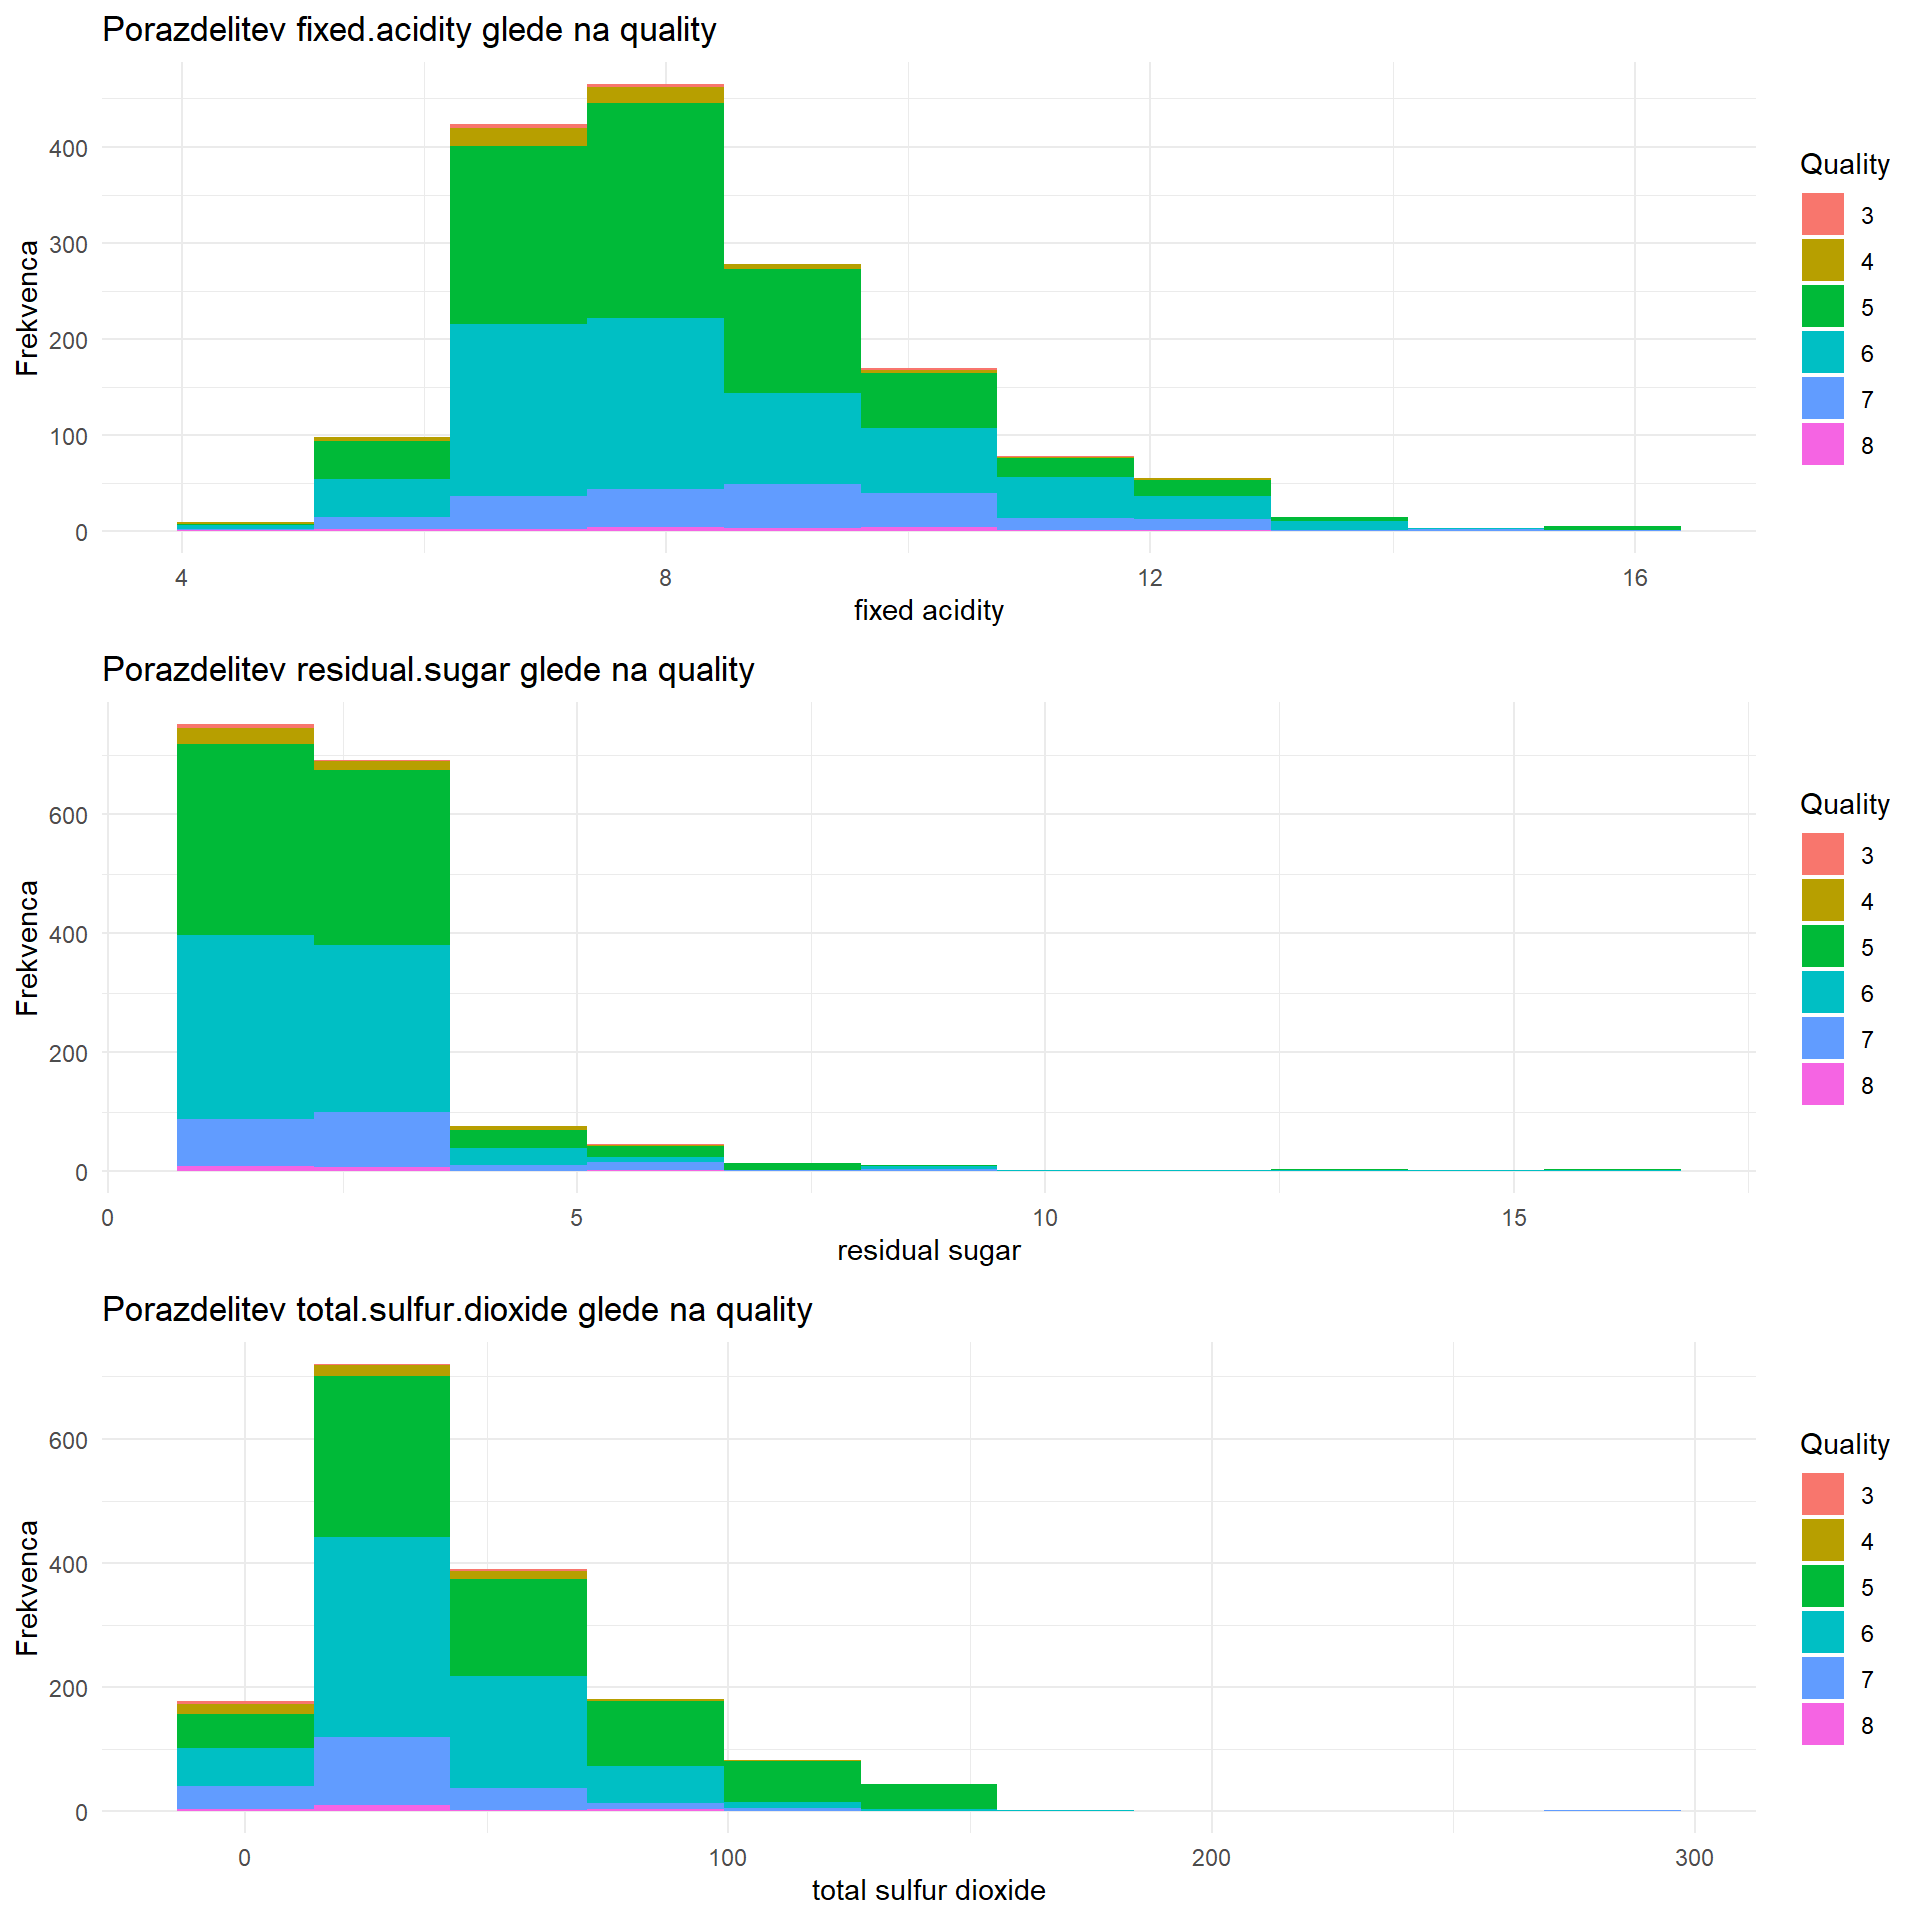 Porazdelitev fixed.acidity glede na quality
Frekvenca
400
300
200
100
0
4 8 12 16
fixed acidity
Quality
3
4
5
6
7
8
Porazdelitev residual.sugar glede na quality
Frekvenca
600
400
200
0
0 5 10 15
residual sugar
Quality
3
4
5
6
7
8
Porazdelitev total.sulfur.dioxide glede na quality
Frekvenca
600
400
200
0
0 100 200 300
total sulfur dioxide
Quality
3
4
5
6
7
8